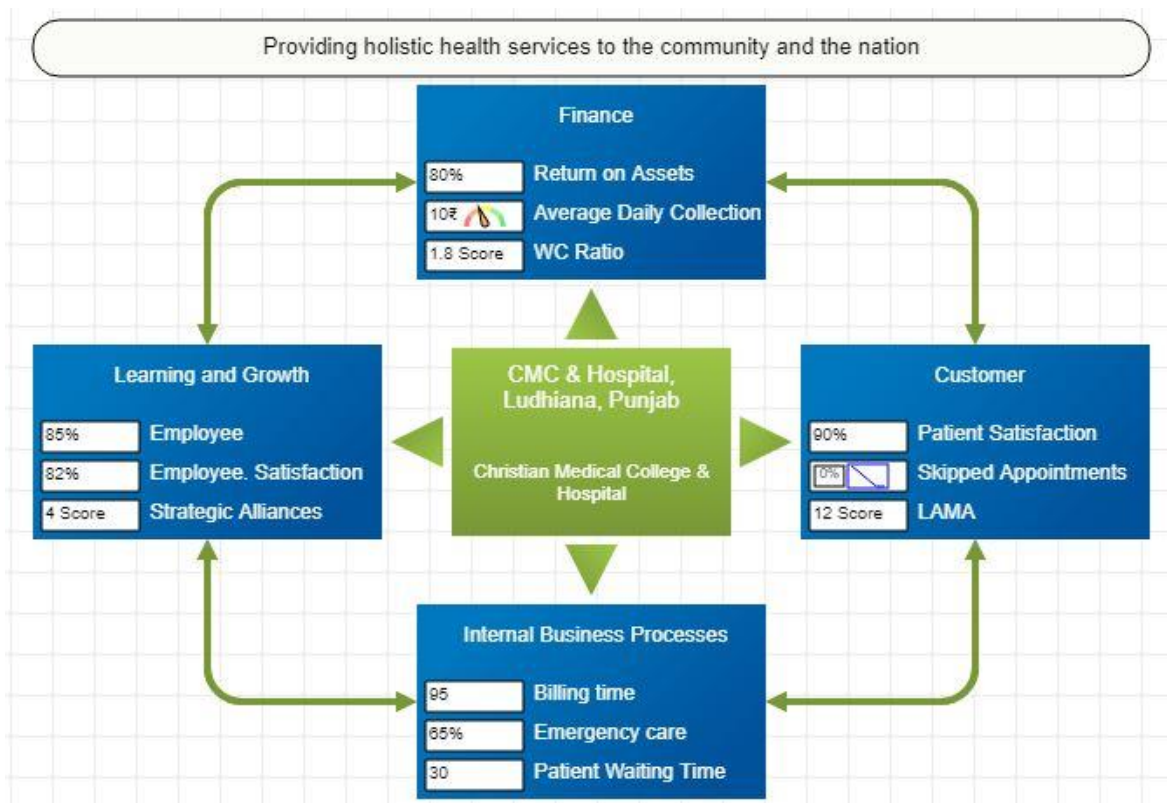 Providing holistic health services to the community and the nation
Finance
80% Return on Assets
10₹ Average Daily Collection
1.8 Score WC Ratio
Learning and Growth
85% Employee
82% Employee. Satisfaction
4 Score Strategic Alliances
CMC & Hospital,
Ludhiana, Punjab
Christian Medical College &
Hospital
Customer
90% Patient Satisfaction
0% Skipped Appointments
12 Score LAMA
Internal Business Processes
95 Billing time
65% Emergency care
30 Patient Waiting Time